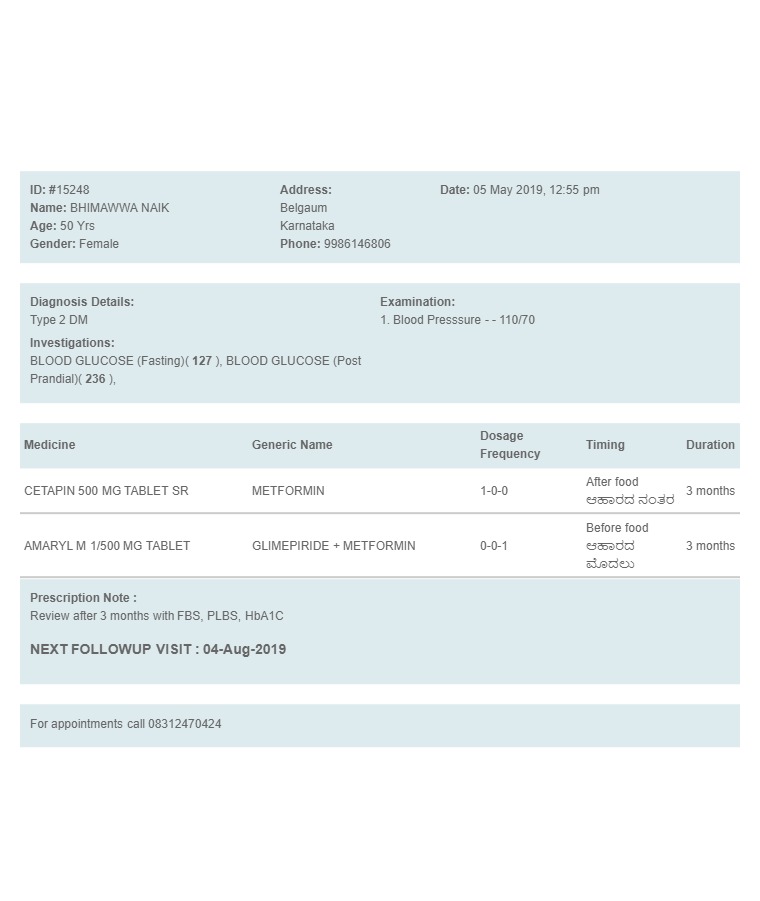 ID: #15248
Name: BHIMAWWA NAIK
Age: 50 Yrs
Gender: Female
Address:
Belgaum
Karnataka
Phone: 9986146806
Date: 05 May 2019, 12:55 pm
Diagnosis Details:
Type 2 DM
Investigations:
BLOOD GLUCOSE (Fasting)( 127 ), BLOOD GLUCOSE (Post
Prandial)( 236 ),
Examination:
1. Blood Presssure - - 110/70
Medicine Generic Name Dosage Frequency Timing Duration
CETAPIN 500 MG TABLET SR METFORMIN 1-0-0 After food ಆಹಾರದ ನಂತರ 3 months
AMARYL M 1/500 MG TABLET GLIMEPIRIDE + METFORMIN 0-0-1 Before food ಆಹಾರದ ಮೊದಲು 3 months
Prescription Note :
Review after 3 months with FBS, PLBS, HbA1C
NEXT FOLLOWUP VISIT : 04-Aug-2019
For appointments call 08312470424